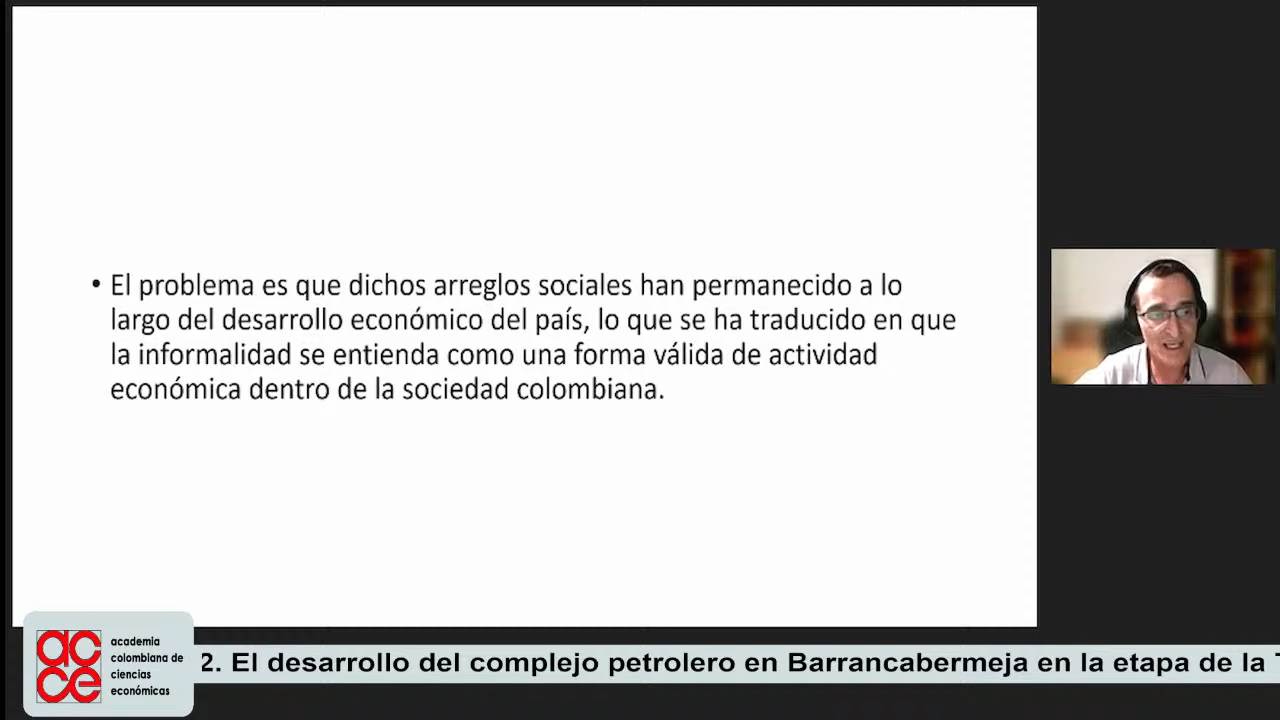 • El problema es que dichos arreglos sociales han permanecido a lo
largo del desarrollo económico del país, lo que se ha traducido en que
la informalidad se entienda como una forma válida de actividad
económica dentro de la sociedad colombiana.
ac
ce
academia
colombiana de
ciencias
económicas
2. El desarrollo del complejo petrolero en Barrancabermeja en la etapa de la